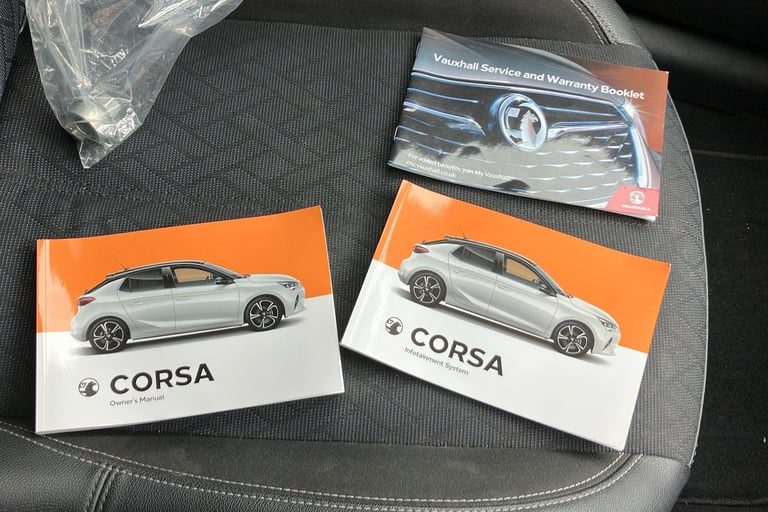 Vauxhall Service and Warranty Booklet
For added benefits: join My Vauxhall
my.vauxhall.co.uk
VAUXHALL
CORSA
Owner's Manual
CORSA
Infotainment System